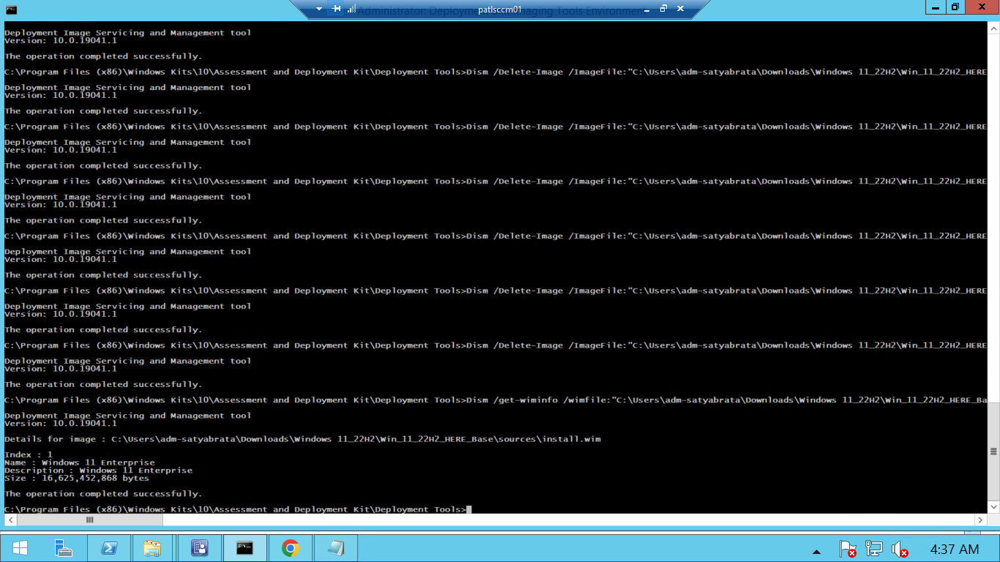 Administrator: Deployment
patlsccm01
aging Tools Environment
Deployment Image Servicing and Management tool
Version: 10.0.19041.1
The operation completed successfully.
C:\Program Files (x86)\Windows Kits\10\Assessment and Deployment Kit\Deployment Tools>Dism /Delete-Image /ImageFile:"C:\Users\adm-satyabrata\Downloads\Windows 11_22H2\Win_11_22H2_HERE
Deployment Image Servicing and Management tool
Version: 10.0.19041.1
The operation completed successfully.
C:\Program Files (x86)\Windows Kits\10\Assessment and Deployment Kit\Deployment Tools>Dism /Delete-Image /ImageFile:"C:\Users\adm-satyabrata\Downloads\Windows 11_22H2\Win_11_22H2_HERE
Deployment Image Servicing and Management tool
Version: 10.0.19041.1
The operation completed successfully.
C:\Program Files (x86)\Windows Kits\10\Assessment and Deployment Kit\Deployment Tools>Dism /Delete-Image /ImageFile:"C:\Users\adm-satyabrata\Downloads\Windows 11_22H2\Win_11_22H2_HERE
Deployment Image Servicing and Management tool
Version: 10.0.19041.1
The operation completed successfully.
C:\Program Files (x86)\Windows Kits\10\Assessment and Deployment Kit\Deployment Tools>Dism /Delete-Image /ImageFile:"C:\Users\adm-satyabrata\Downloads\Windows 11_22H2\Win_11_22H2_HERE
Deployment Image Servicing and Management tool
Version: 10.0.19041.1
The operation completed successfully.
C:\Program Files (x86)\Windows Kits\10\Assessment and Deployment Kit\Deployment Tools>Dism /Delete-Image /ImageFile:"C:\Users\adm-satyabrata\Downloads\Windows 11_22H2\Win_11_22H2_HERE
Deployment Image Servicing and Management tool
Version: 10.0.19041.1
The operation completed successfully.
C:\Program Files (x86)\Windows Kits\10\Assessment and Deployment Kit\Deployment Tools>Dism /Delete-Image /ImageFile:"C:\Users\adm-satyabrata\Downloads\Windows 11_22H2\Win_11_22H2_HERE
Deployment Image Servicing and Management tool
Version: 10.0.19041.1
The operation completed successfully.
C:\Program Files (x86)\Windows Kits\10\Assessment and Deployment Kit\Deployment Tools>Dism /get-wiminfo /wimfile:"C:\Users\adm-satyabrata\Downloads\Windows 11_22H2\Win_11_22H2_HERE_Ba
Deployment Image Servicing and Management tool
Version: 10.0.19041.1
Details for image : C:\Users\adm-satyabrata\Downloads\Windows 11_22H2\Win_11_22H2_HERE_Base\sources\install.wim
Index : 1
Name : Windows 11 Enterprise
Description : Windows 11 Enterprise
Size : 16,625,452,868 bytes
The operation completed successfully.
C:\Program Files (x86)\Windows Kits\10\Assessment and Deployment Kit\Deployment Tools>
4:37 AM